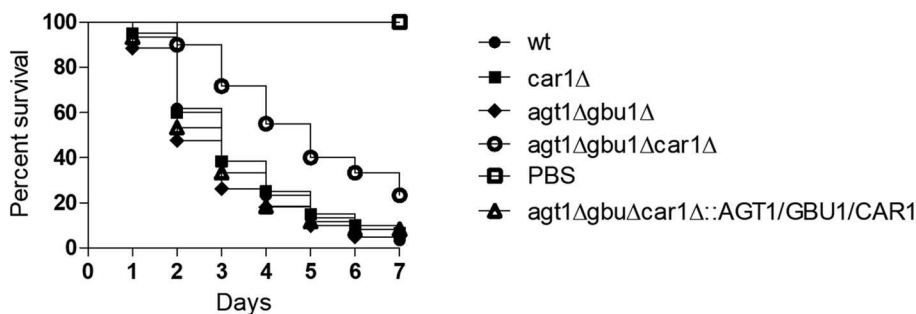 100
80
60
40
20
0
Percent survival
0 1 2 3 4 5 6 7
Days
wt
car1Δ
agt1Δgbu1Δ
agt1Δgbu1Δcar1Δ
PBS
agt1ΔgbuΔcar1Δ::AGT1/GBU1/CAR1